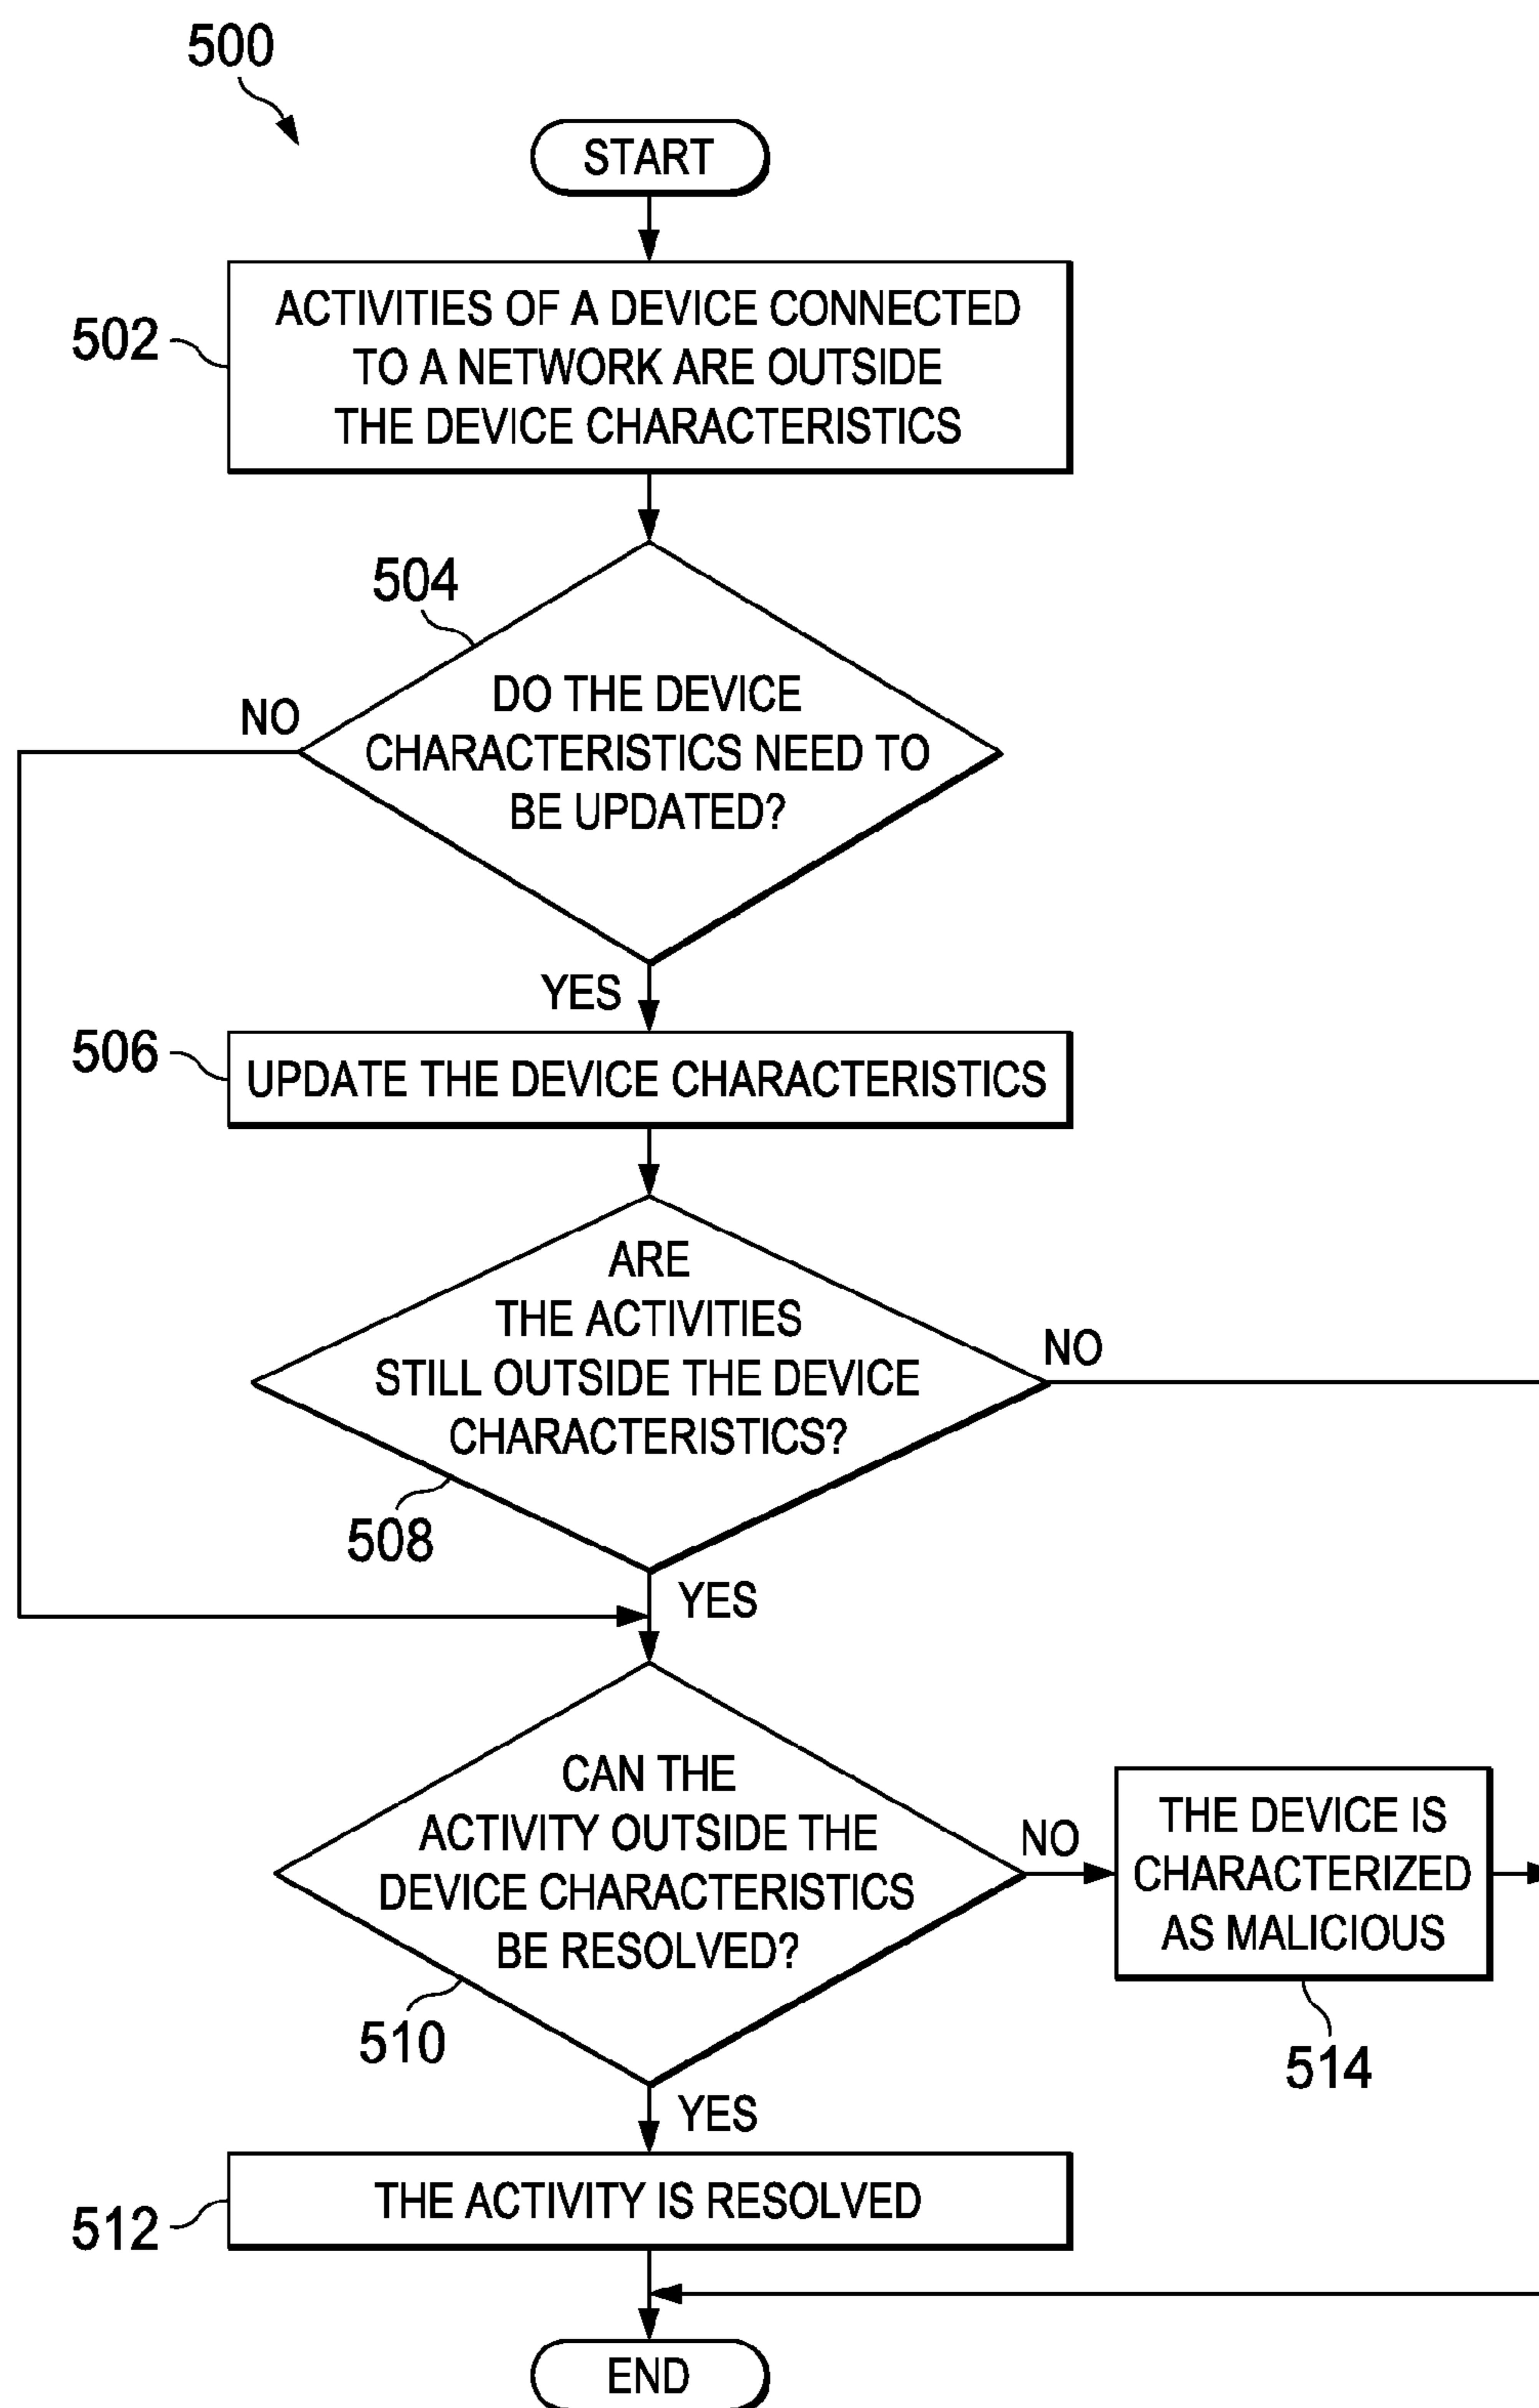 500
START
502
ACTIVITIES OF A DEVICE CONNECTED
TO A NETWORK ARE OUTSIDE
THE DEVICE CHARACTERISTICS
504
NO
DO THE DEVICE
CHARACTERISTICS NEED TO
BE UPDATED?
YES
506
UPDATE THE DEVICE CHARACTERISTICS
ARE
THE ACTIVITIES
STILL OUTSIDE THE DEVICE
CHARACTERISTICS?
NO
508
YES
CAN THE
ACTIVITY OUTSIDE THE
DEVICE CHARACTERISTICS
BE RESOLVED?
NO
THE DEVICE IS
CHARACTERIZED
AS MALICIOUS
510
514
YES
512
THE ACTIVITY IS RESOLVED
END